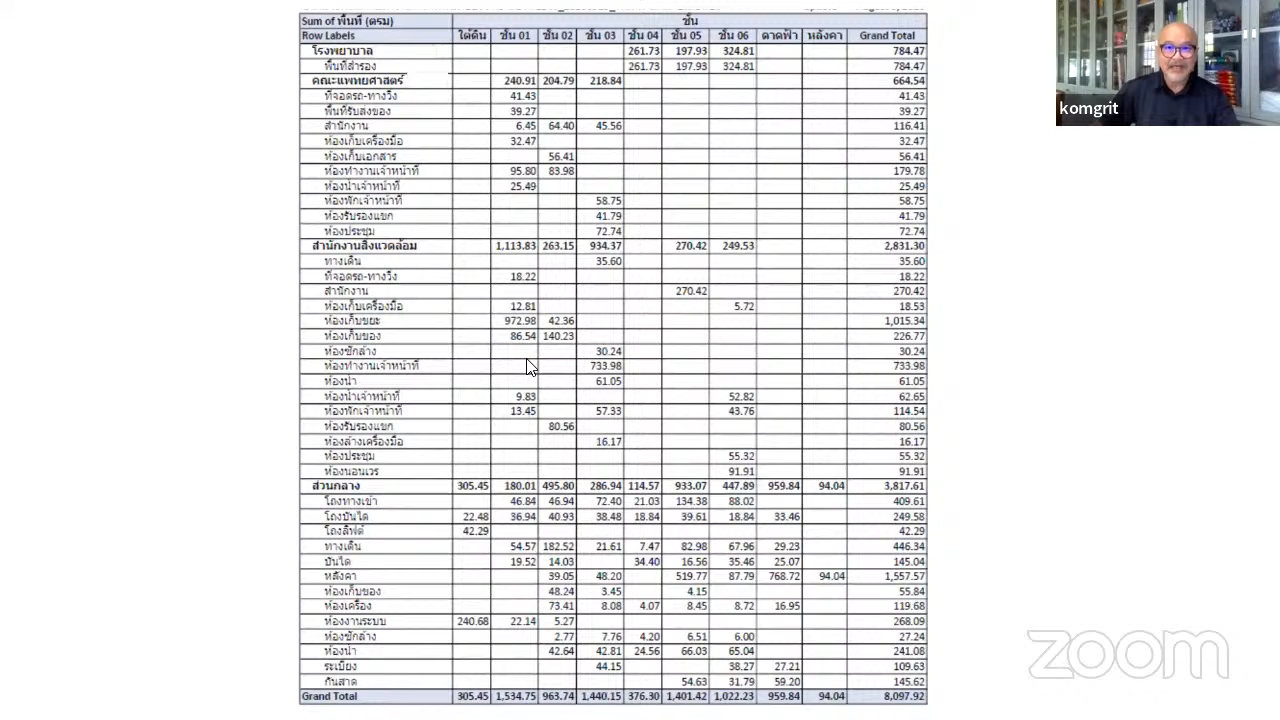 Sum of พื้นที่ (ตรม) ชั้น
Row Labels ใต้ดิน ชั้น 01 ชั้น 02 ชั้น 03 ชั้น 04 ชั้น 05 ชั้น 06 ดาดฟ้า หลังคา Grand Total
โรงพยาบาล 261.73 197.93 324.81 784.47
พื้นที่สำรอง 261.73 197.93 324.81 784.47
คณะแพทยศาสตร์ 240.91 204.79 218.84 664.54
ที่จอดรถ-ทางวิ่ง 41.43 41.43
พื้นที่รับส่งของ 39.27 39.27
สำนักงาน 6.45 64.40 45.56 116.41
ห้องเก็บเครื่องมือ 32.47 32.47
ห้องเก็บเอกสาร 56.41 56.41
ห้องทำงานเจ้าหน้าที่ 95.80 83.98 179.78
ห้องน้ำเจ้าหน้าที่ 25.49 25.49
ห้องพักเจ้าหน้าที่ 58.75 58.75
ห้องรับรองแขก 41.79 41.79
ห้องประชุม 72.74 72.74
สำนักงานสิ่งแวดล้อม 1,113.83 263.15 934.37 270.42 249.53 2,831.30
ทางเดิน 35.60 35.60
ที่จอดรถ-ทางวิ่ง 18.22 18.22
สำนักงาน 270.42 270.42
ห้องเก็บเครื่องมือ 12.81 5.72 18.53
ห้องเก็บขยะ 972.98 42.36 1,015.34
ห้องเก็บของ 86.54 140.23 226.77
ห้องซักล้าง 30.24 30.24
ห้องทำงานเจ้าหน้าที่ 733.98 733.98
ห้องน้ำ 61.05 61.05
ห้องน้ำเจ้าหน้าที่ 9.83 52.82 62.65
ห้องพักเจ้าหน้าที่ 13.45 57.33 43.76 114.54
ห้องรับรองแขก 80.56 80.56
ห้องล้างเครื่องมือ 16.17 16.17
ห้องประชุม 55.32 55.32
ห้องนอนเวร 91.91 91.91
ส่วนกลาง 305.45 180.01 495.80 286.94 114.57 933.07 447.89 959.84 94.04 3,817.61
โถงทางเข้า 46.84 46.94 72.40 21.03 134.38 88.02 409.61
โถงบันได 22.48 36.94 40.93 38.48 18.84 39.61 18.84 33.46 249.58
โถงลิฟต์ 42.29 42.29
ทางเดิน 54.57 182.52 21.61 7.47 82.98 67.96 29.23 446.34
บันได 19.52 14.03 34.40 16.56 35.46 25.07 145.04
หลังคา 39.05 48.20 519.77 87.79 768.72 94.04 1,557.57
ห้องเก็บของ 48.24 3.45 4.15 55.84
ห้องเครื่อง 73.41 8.08 4.07 8.45 8.72 16.95 119.68
ห้องงานระบบ 240.68 22.14 5.27 268.09
ห้องซักล้าง 2.77 7.76 4.20 6.51 6.00 27.24
ห้องน้ำ 42.64 42.81 24.56 66.03 65.04 241.08
ระเบียง 44.15 38.27 27.21 109.63
กันสาด 54.63 31.79 59.20 145.62
Grand Total 305.45 1,534.75 963.74 1,440.15 376.30 1,401.42 1,022.23 959.84 94.04 8,097.92
komgrit
zoom